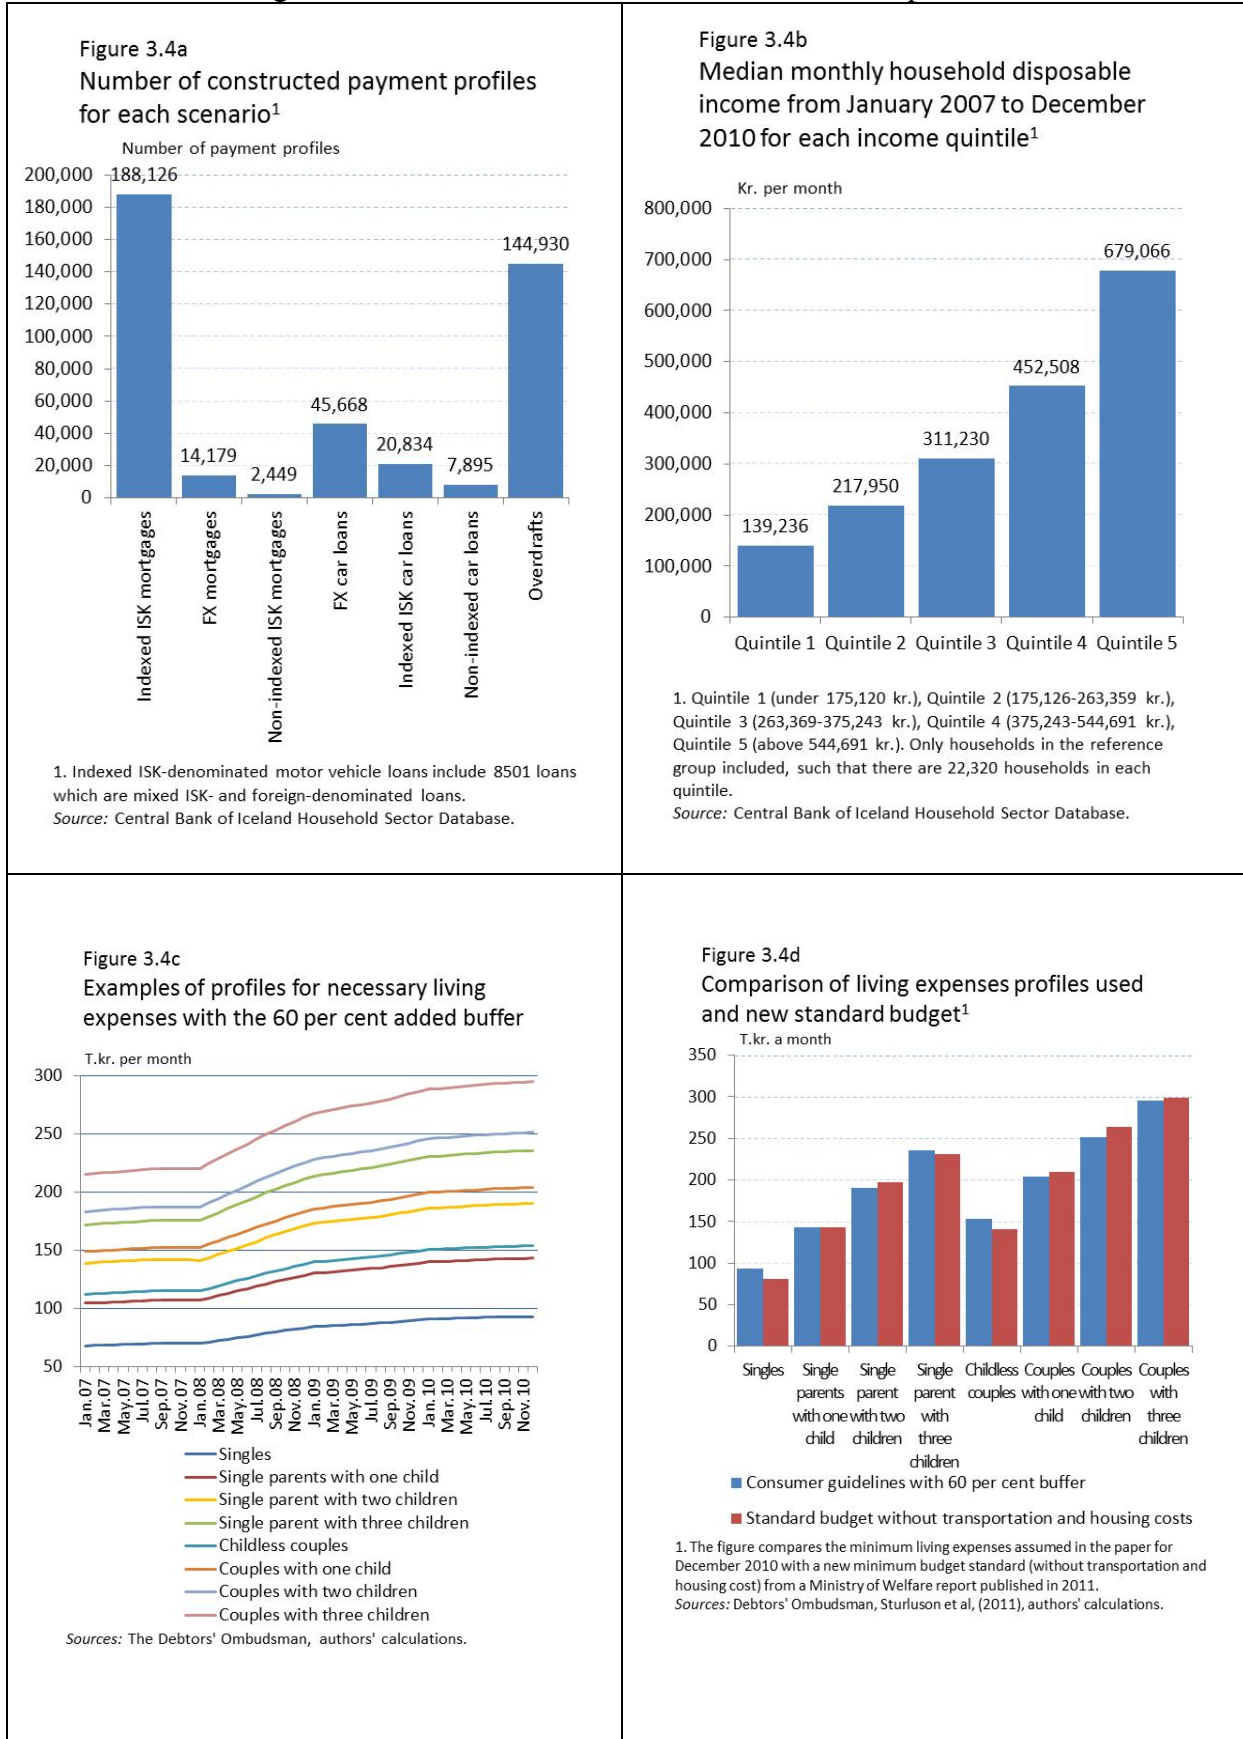 Figure 3.4a
Number of constructed payment profiles
for each scenario¹
Number of payment profiles
200,000
180,000
160,000
140,000
120,000
100,000
80,000
60,000
40,000
20,000
0
188,126
14,179
2,449
45,668
20,834
7,895
144,930
Indexed ISK mortgages
FX mortgages
Non-indexed ISK mortgages
FX car loans
Indexed ISK car loans
Non-indexed car loans
Overdrafts
1. Indexed ISK-denominated motor vehicle loans include 8501 loans
which are mixed ISK- and foreign-denominated loans.
Source: Central Bank of Iceland Household Sector Database.
Figure 3.4b
Median monthly household disposable
income from January 2007 to December
2010 for each income quintile¹
Kr. per month
800,000
700,000
600,000
500,000
400,000
300,000
200,000
100,000
0
139,236
217,950
311,230
452,508
679,066
Quintile 1 Quintile 2 Quintile 3 Quintile 4 Quintile 5
1. Quintile 1 (under 175,120 kr.), Quintile 2 (175,126-263,359 kr.),
Quintile 3 (263,369-375,243 kr.), Quintile 4 (375,243-544,691 kr.),
Quintile 5 (above 544,691 kr.). Only households in the reference
group included, such that there are 22,320 households in each
quintile.
Source: Central Bank of Iceland Household Sector Database.
Figure 3.4c
Examples of profiles for necessary living
expenses with the 60 per cent added buffer
T.kr. per month
300
250
200
150
100
50
Jan.07
Mar.07
May.07
Jul.07
Sep.07
Nov.07
Jan.08
Mar.08
May.08
Jul.08
Sep.08
Nov.08
Jan.09
Mar.09
May.09
Jul.09
Sep.09
Nov.09
Jan.10
Mar.10
May.10
Jul.10
Sep.10
Nov.10
Singles
Single parents with one child
Single parent with two children
Single parent with three children
Childless couples
Couples with one child
Couples with two children
Couples with three children
Sources: The Debtors' Ombudsman, authors' calculations.
Figure 3.4d
Comparison of living expenses profiles used
and new standard budget¹
T.kr. a month
350
300
250
200
150
100
50
0
Singles
Single parents with one child
Single parent with two children
Single parent with three children
Childless couples
Couples with one child
Couples with two children
Couples with three children
Consumer guidelines with 60 per cent buffer
Standard budget without transportation and housing costs
1. The figure compares the minimum living expenses assumed in the paper for
December 2010 with a new minimum budget standard (without transportation and
housing cost) from a Ministry of Welfare report published in 2011.
Sources: Debtors' Ombudsman, Sturluson et al, (2011), authors' calculations.